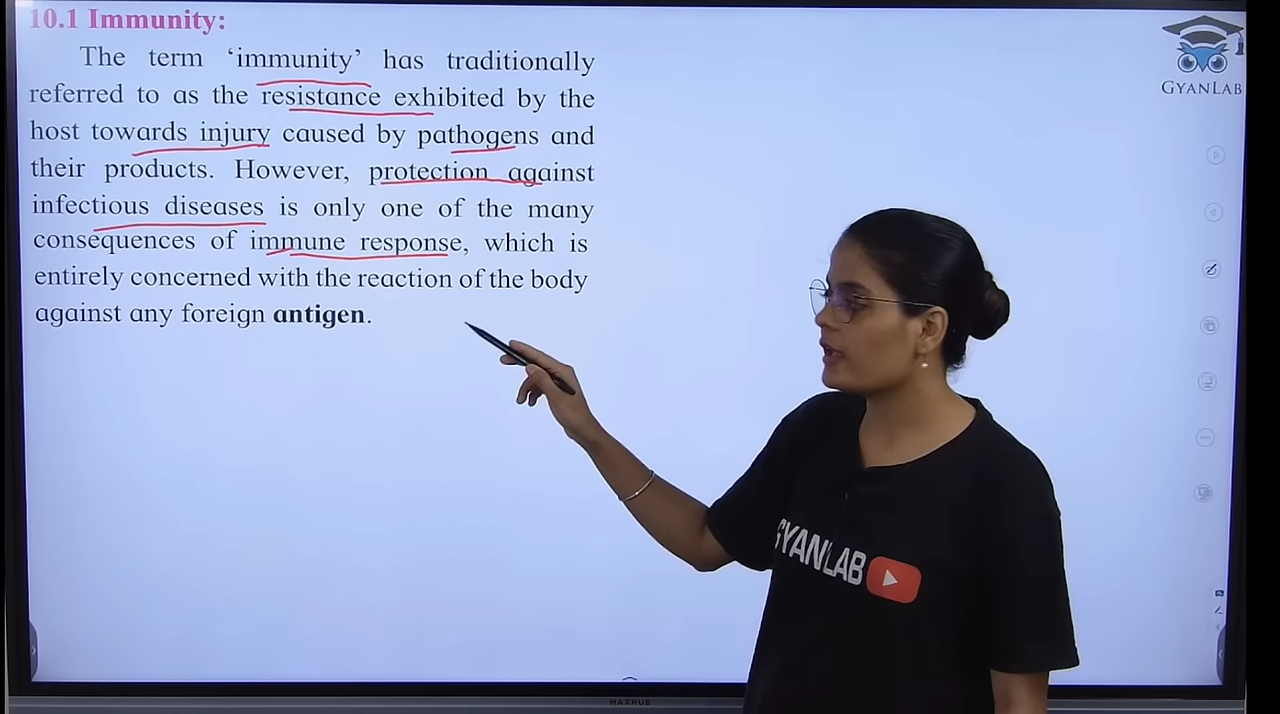 10.1 Immunity:
The term ‘immunity’ has traditionally
referred to as the resistance exhibited by the
host towards injury caused by pathogens and
their products. However, protection against
infectious diseases is only one of the many
consequences of immune response, which is
entirely concerned with the reaction of the body
against any foreign antigen.
GYANLAB
GYANLAB
MAXHUB